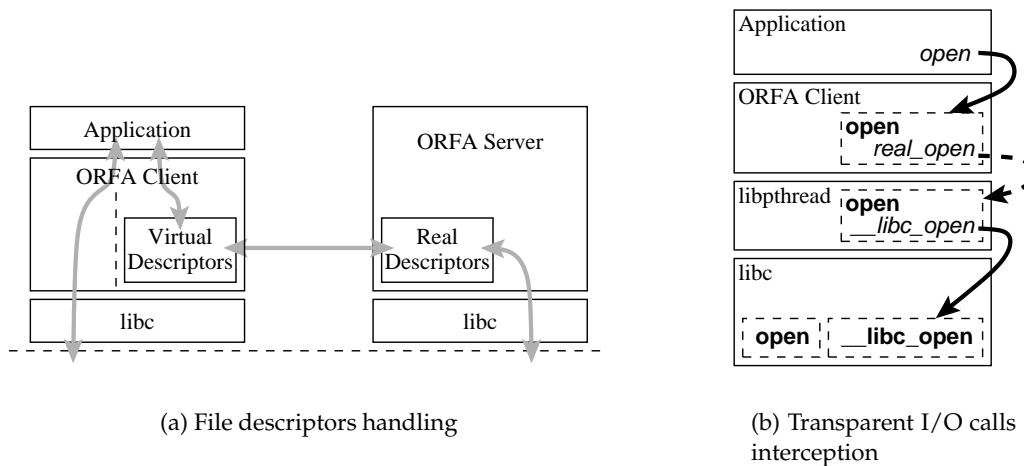 Application
ORFA Client
Virtual
Descriptors
libc
ORFA Server
Real
Descriptors
libc
(a) File descriptors handling
Application
open
ORFA Client
open
real_open
libpthread
open
__libc_open
libc
open
__libc_open
(b) Transparent I/O calls
interception